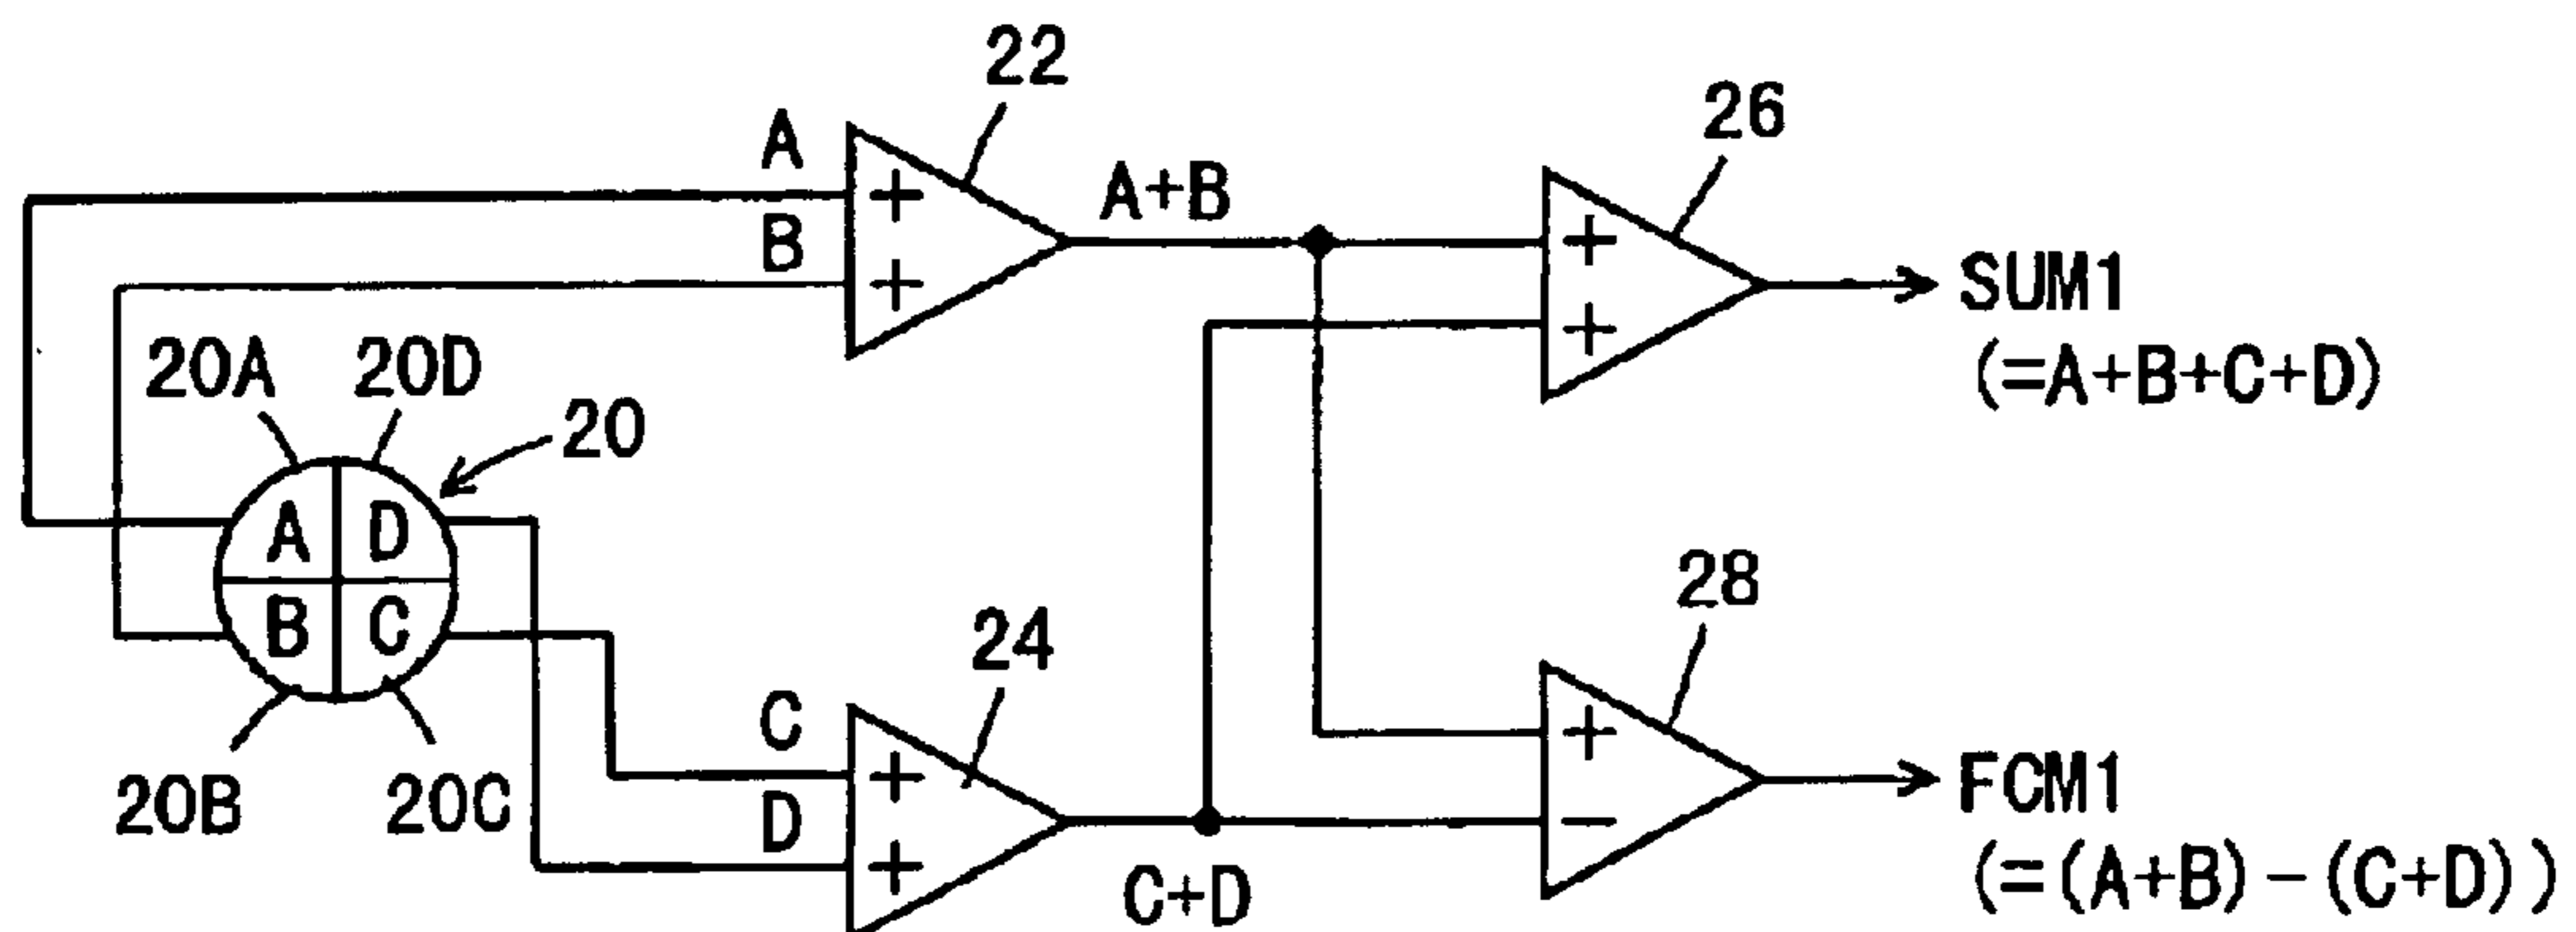 22
26
A
+
A+B
B
+
+
+
SUM1
(=A+B+C+D)
20A
20D
20
A
D
B
C
28
24
C
+
+
D
+
-
FCM1
(=(A+B)-(C+D))
20B
20C
C+D